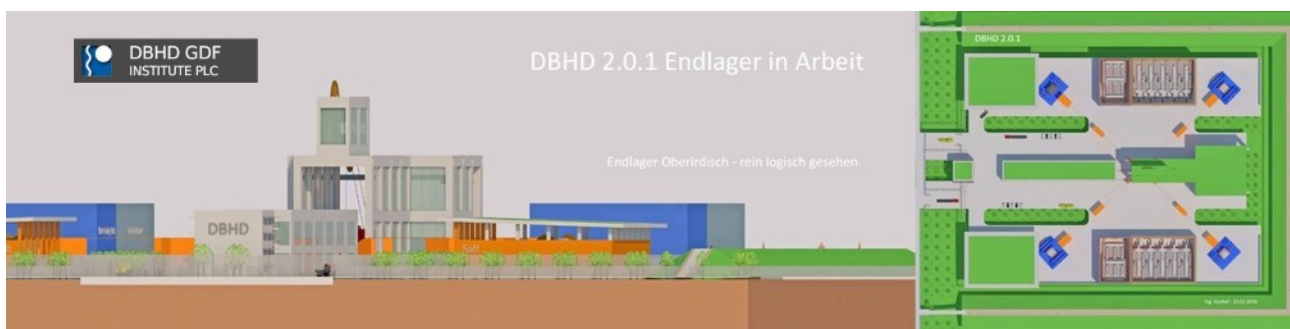 DBHD GDF
INSTITUTE PLC
DBHD 2.0.1 Endlager in Arbeit
Endlager Oberirdisch - rein logisch gesehen
DBHD
Salt
DBHD 2.0.1